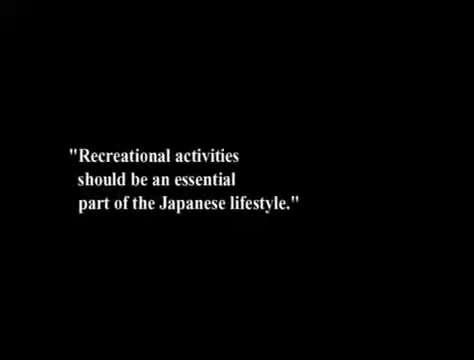 "Recreational activities
should be an essential
part of the Japanese lifestyle."